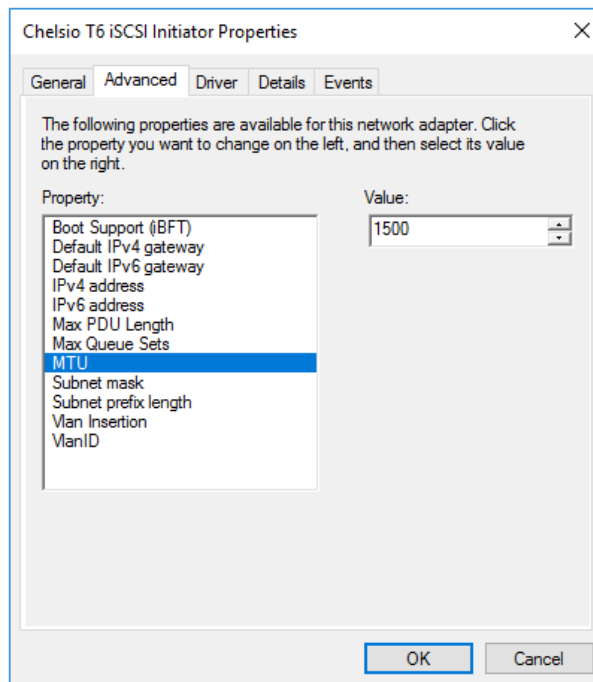 Chelsio T6 iSCSI Initiator Properties
General Advanced Driver Details Events
The following properties are available for this network adapter. Click
the property you want to change on the left, and then select its value
on the right.
Property: Value:
Boot Support (iBFT) 1500
Default IPv4 gateway
Default IPv6 gateway
IPv4 address
IPv6 address
Max PDU Length
Max Queue Sets
MTU
Subnet mask
Subnet prefix length
Vlan Insertion
VlanID
OK Cancel